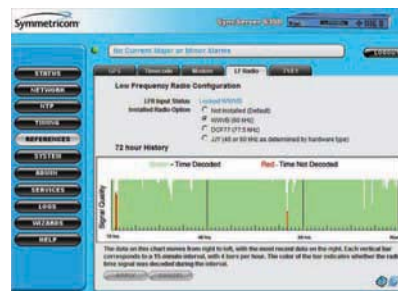 Symmetricom
SyncServer S350
No Current Major or Minor Alarms
STATUS
NETWORK
NTP
TIMING
REFERENCES
SYSTEM
ADMIN
SERVICES
LOGS
WIZARDS
HELP
GPS
Timecode
Modem
LF Radio
Low Frequency Radio Configuration
LFR Input Status
Locked WWVB
Installed Radio Option
Not Installed (Default)
WWVB (60 kHz)
DCF77 (77.5 kHz)
JJY (40 or 60 kHz as determined by hardware type)
72 hour History
- Time Decoded
Red - Time Not Decoded
Signal Quality
The data on this chart moves from right to left, with the most recent data on the right. Each vertical bar
corresponds to a 15 minute interval, with 4 bars per hour. The color of the bar indicates whether the radio
time signal was decoded during the interval.